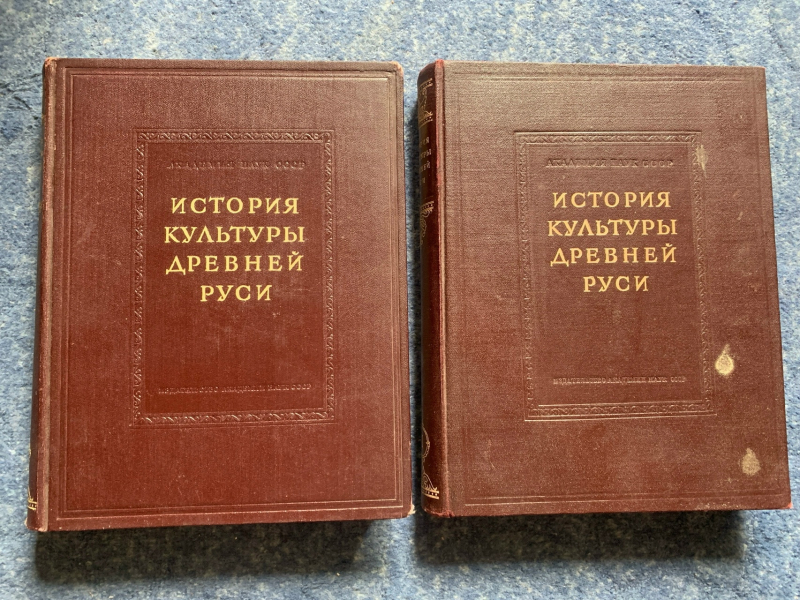 АКАДЕМИЯ НАУК СССР
ИСТОРИЯ
КУЛЬТУРЫ
ДРЕВНЕЙ
РУСИ
ИЗДАТЕЛЬСТВО АКАДЕМИИ НАУК СССР
АКАДЕМИЯ НАУК СССР
ИСТОРИЯ
КУЛЬТУРЫ
ДРЕВНЕЙ
РУСИ
ИЗДАТЕЛЬСТВО АКАДЕМИИ НАУК СССР